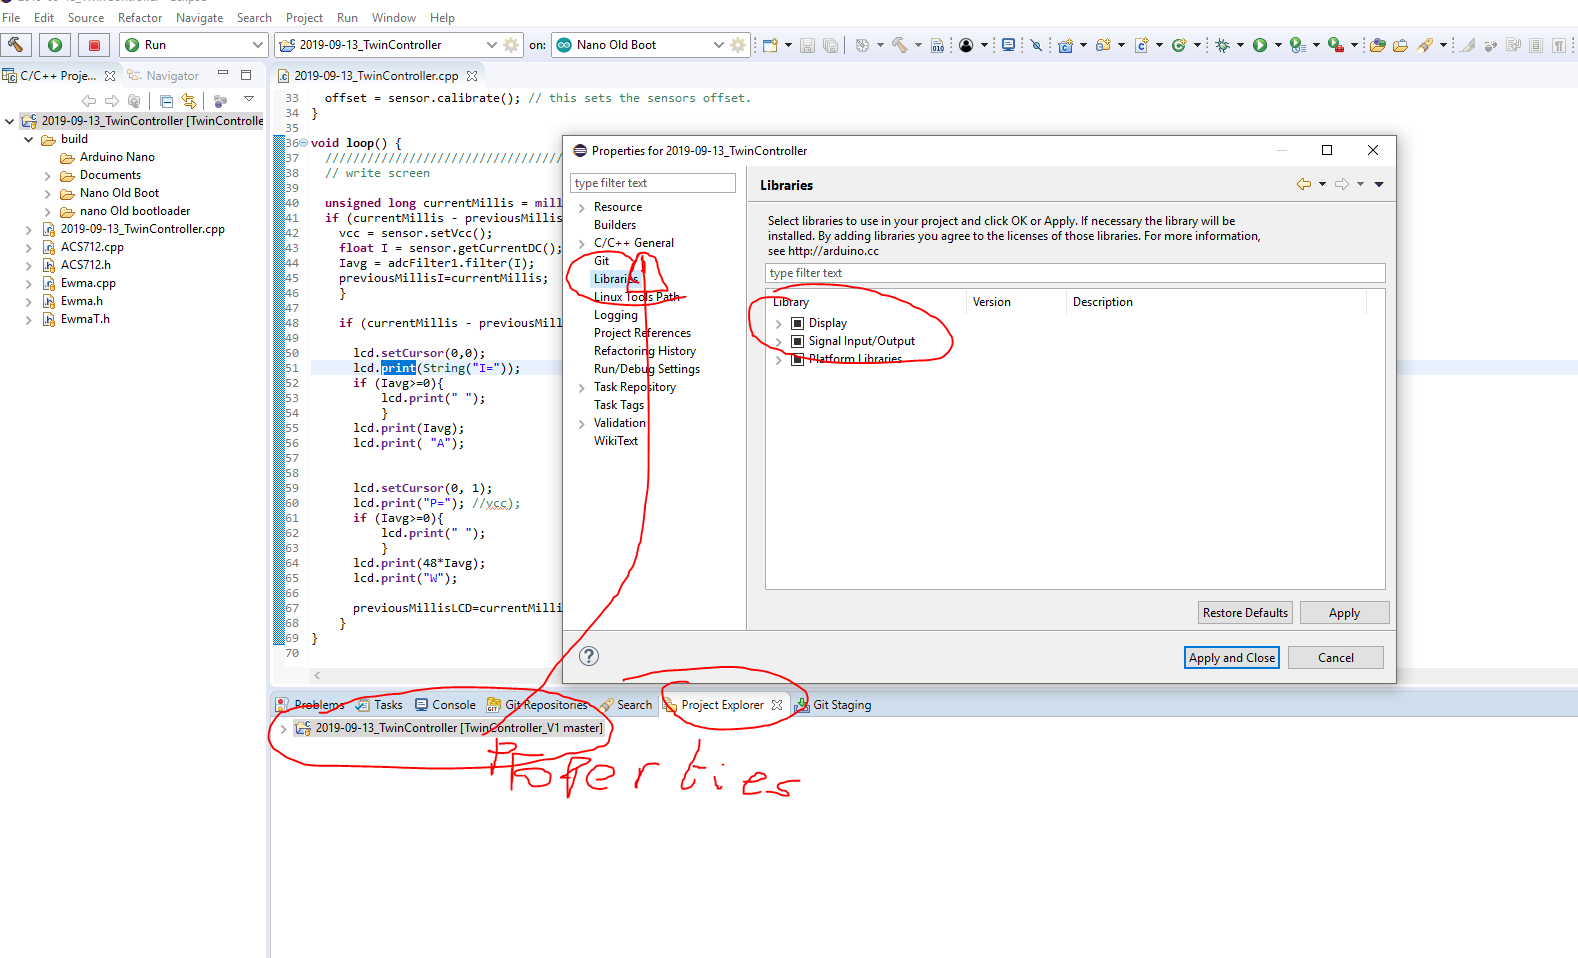 File Edit Source Refactor Navigate Search Project Run Window Help
Run
2019-09-13_TwinController
on:
Nano Old Boot
C/C++ Proje...
Navigator
2019-09-13_TwinController [TwinControlle
build
Arduino Nano
Documents
Nano Old Boot
nano Old bootloader
2019-09-13_TwinController.cpp
ACS712.cpp
ACS712.h
Ewma.cpp
Ewma.h
EwmaT.h
2019-09-13_TwinController.cpp
33 offset = sensor.calibrate(); // this sets the sensors offset.
34 }
35
36 void loop() {
37 //////////////////////////////////
38 // write screen
39
40 unsigned long currentMillis = mill
41 if (currentMillis - previousMillis
42 vcc = sensor.setVcc();
43 float I = sensor.getCurrentDC();
44 Iavg = adcFilter1.filter(I);
45 previousMillisI=currentMillis;
46 }
47
48 if (currentMillis - previousMill
49
50 lcd.setCursor(0,0);
51 lcd.print(String("I="));
52 if (Iavg>=0){
53 lcd.print(" ");
54 }
55 lcd.print(Iavg);
56 lcd.print( "A");
57
58
59 lcd.setCursor(0, 1);
60 lcd.print("P="); //vcc);
61 if (Iavg>=0){
62 lcd.print(" ");
63 }
64 lcd.print(48*Iavg);
65 lcd.print("W");
66
67 previousMillisLCD=currentMilli
68 }
69 }
70
Properties for 2019-09-13_TwinController
type filter text
Resource
Builders
C/C++ General
Git
Libraries
Linux Tools Path
Logging
Project References
Refactoring History
Run/Debug Settings
Task Repository
Task Tags
Validation
WikiText
Libraries
Select libraries to use in your project and click OK or Apply. If necessary the library will be
installed. By adding libraries you agree to the licenses of those libraries. For more information,
see http://arduino.cc
type filter text
Library Version Description
Display
Signal Input/Output
Platform Libraries
Restore Defaults Apply
Apply and Close Cancel
Problems Tasks Console Git Repositories Search Project Explorer Git Staging
2019-09-13_TwinController [TwinController_V1 master]
Properties